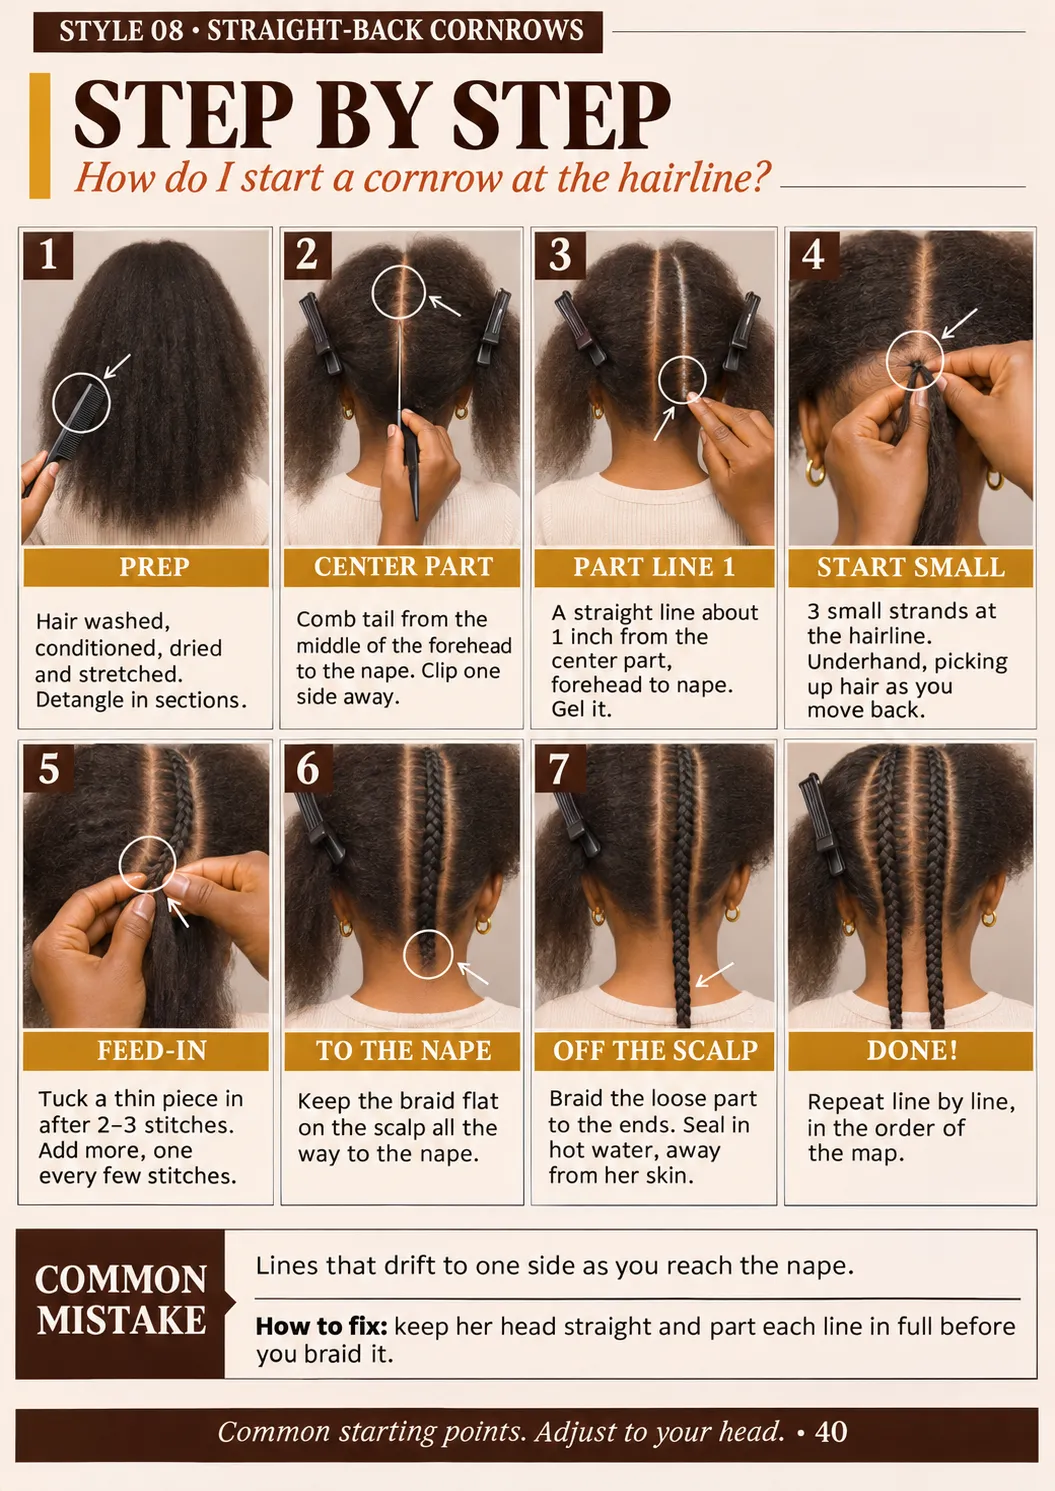 STYLE 08 • STRAIGHT-BACK CORNROWS
STEP BY STEP
How do I start a cornrow at the hairline?
1
PREP
Hair washed,
conditioned, dried
and stretched.
Detangle in sections.
2
CENTER PART
Comb tail from the
middle of the forehead
to the nape. Clip one
side away.
3
PART LINE 1
A straight line about
1 inch from the
center part,
forehead to nape.
Gel it.
4
START SMALL
3 small strands at
the hairline.
Underhand, picking
up hair as you
move back.
5
FEED-IN
Tuck a thin piece in
after 2–3 stitches.
Add more, one
every few stitches.
6
TO THE NAPE
Keep the braid flat
on the scalp all the
way to the nape.
7
OFF THE SCALP
Braid the loose part
to the ends. Seal in
hot water, away
from her skin.
DONE!
Repeat line by line,
in the order of
the map.
COMMON
MISTAKE
Lines that drift to one side as you reach the nape.
How to fix: keep her head straight and part each line in full before
you braid it.
Common starting points. Adjust to your head. • 40